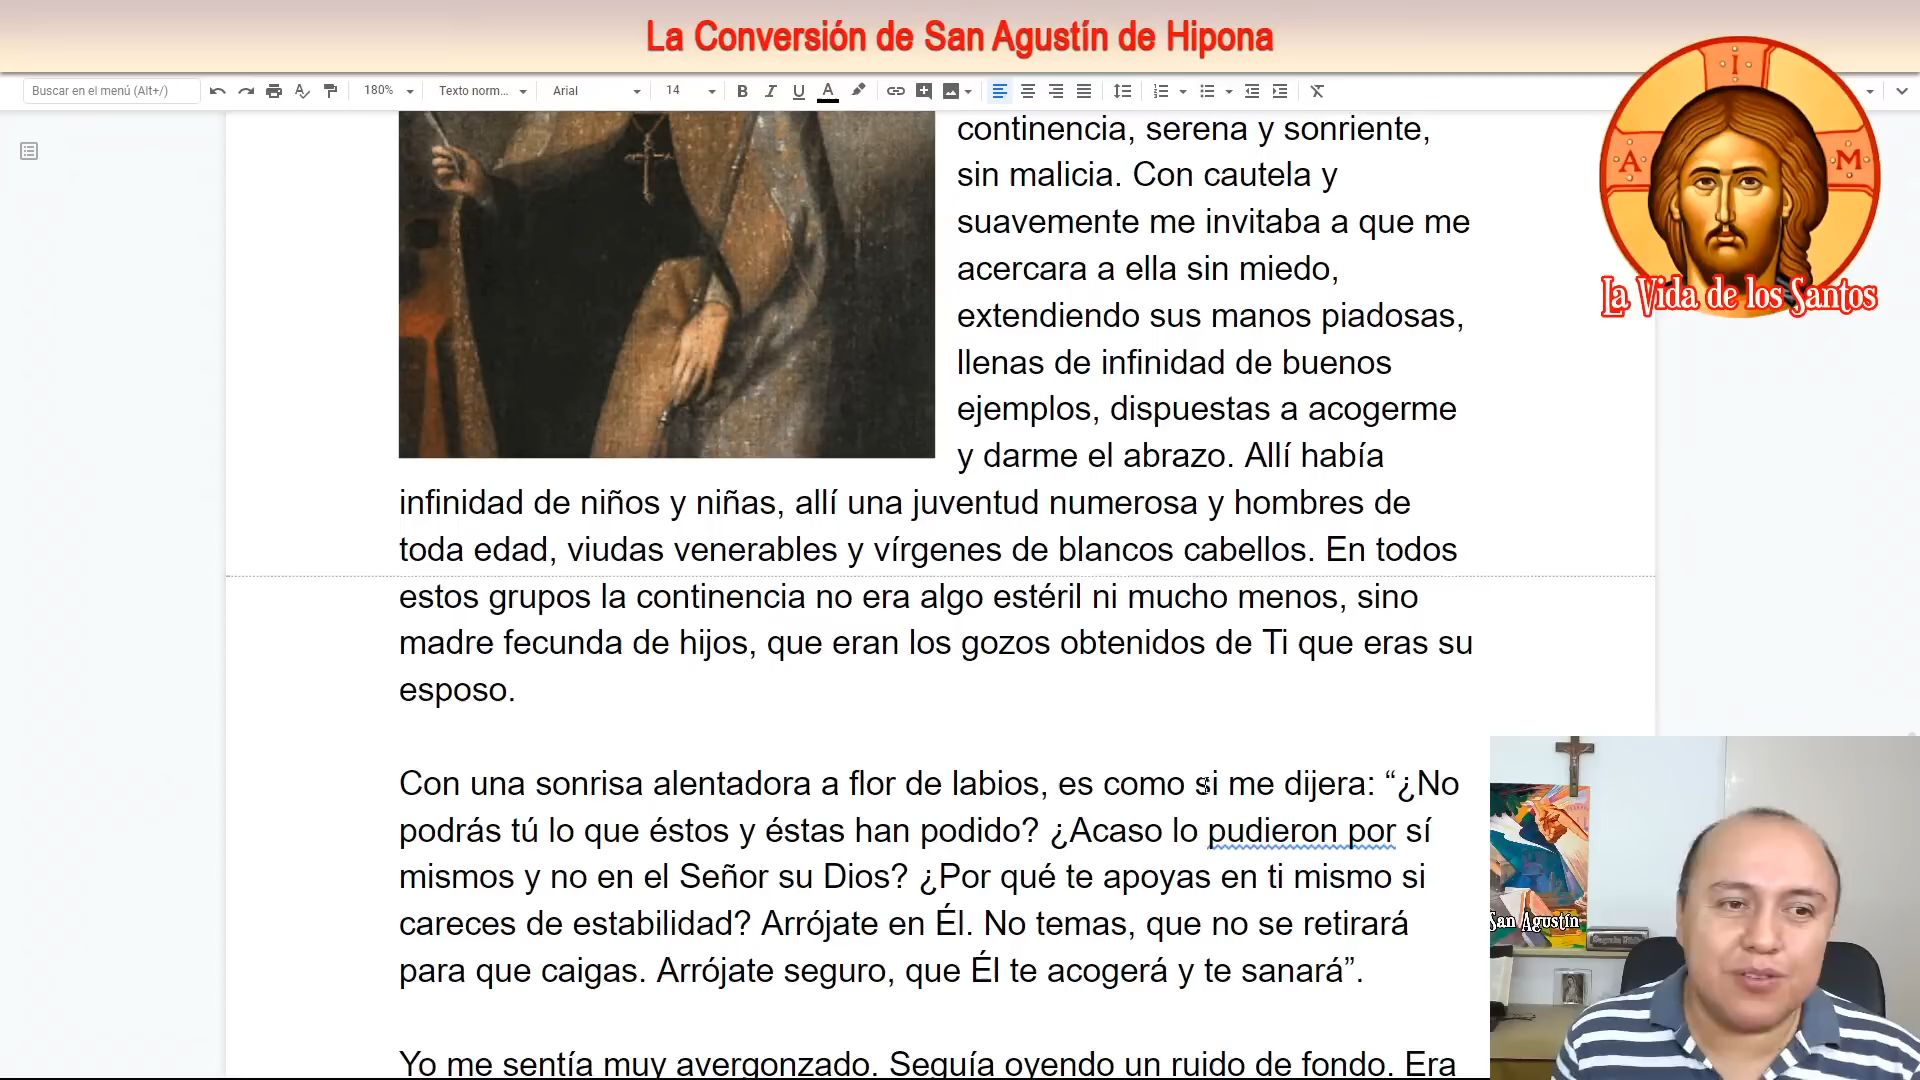 La Conversión de San Agustín de Hipona
Buscar en el menú (Alt+/)
180%
Texto norm...
Arial
14
B I U A
I
A
M
La Vida de los Santos
continencia, serena y sonriente,
sin malicia. Con cautela y
suavemente me invitaba a que me
acercara a ella sin miedo,
extendiendo sus manos piadosas,
llenas de infinidad de buenos
ejemplos, dispuestas a acogerme
y darme el abrazo. Allí había
infinidad de niños y niñas, allí una juventud numerosa y hombres de
toda edad, viudas venerables y vírgenes de blancos cabellos. En todos
estos grupos la continencia no era algo estéril ni mucho menos, sino
madre fecunda de hijos, que eran los gozos obtenidos de Ti que eras su
esposo.
Con una sonrisa alentadora a flor de labios, es como si me dijera: “¿No
podrás tú lo que éstos y éstas han podido? ¿Acaso lo pudieron por sí
mismos y no en el Señor su Dios? ¿Por qué te apoyas en ti mismo si
careces de estabilidad? Arrójate en Él. No temas, que no se retirará
para que caigas. Arrójate seguro, que Él te acogerá y te sanará”.
Yo me sentía muy avergonzado. Seguía oyendo un ruido de fondo. Era
San Agustín